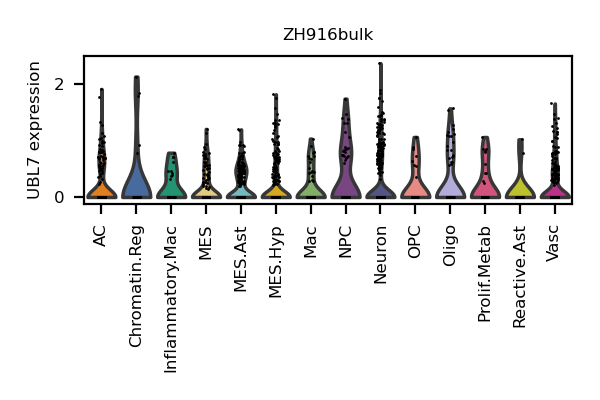 ZH916bulk
UBL7 expression
2
0
AC
Chromatin.Reg
Inflammatory.Mac
MES
MES.Ast
MES.Hyp
Mac
NPC
Neuron
OPC
Oligo
Prolif.Metab
Reactive.Ast
Vasc